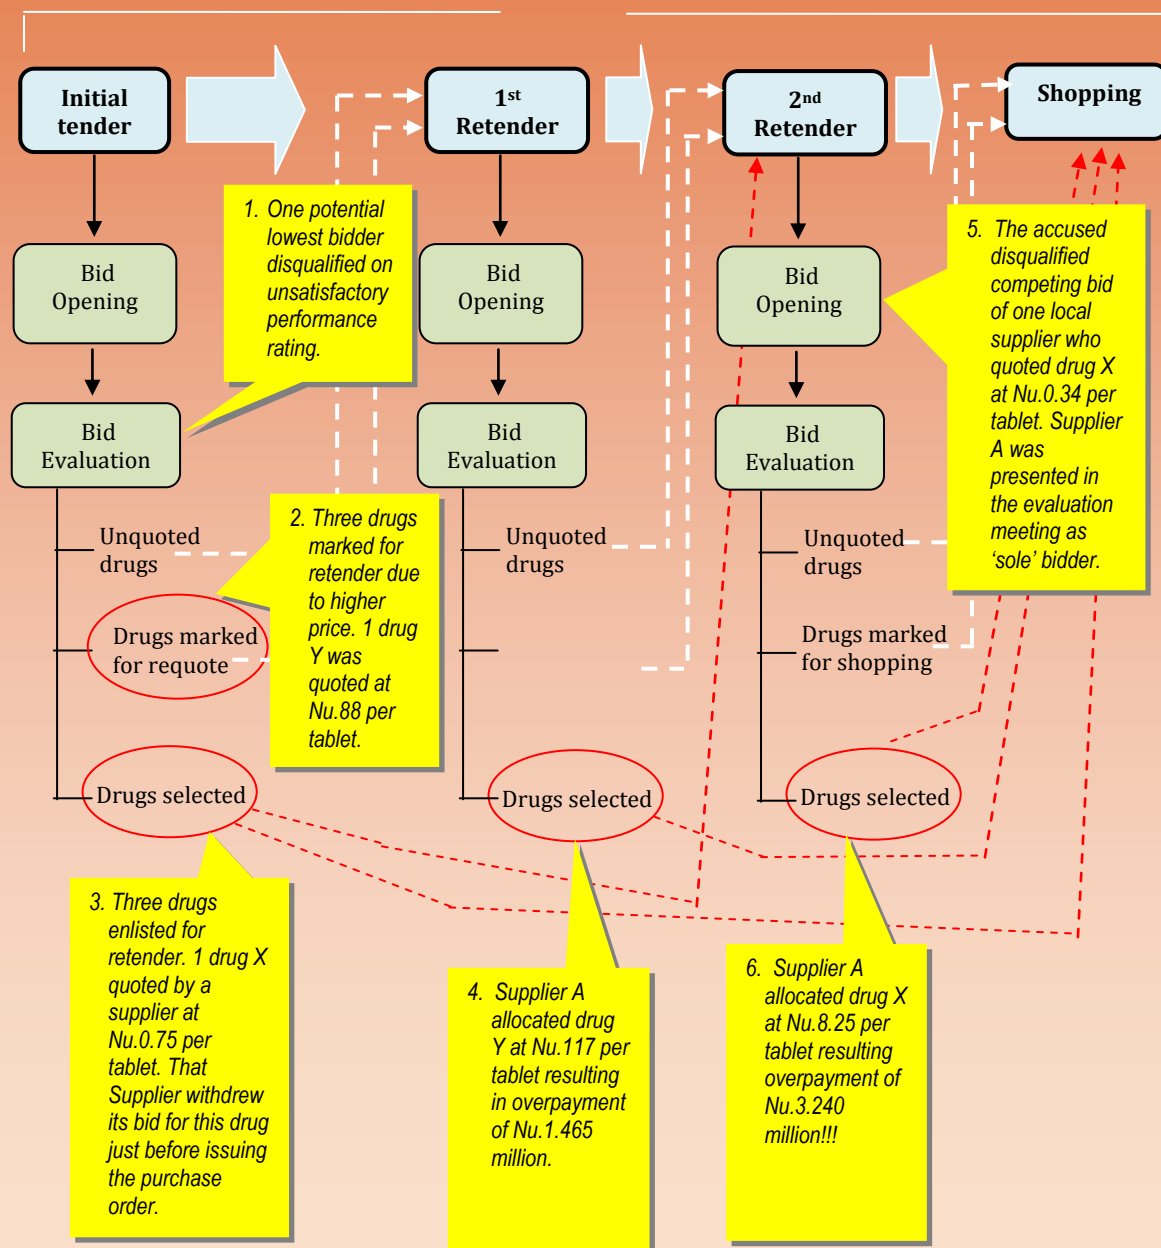 Initial
tender
1st
Retender
2nd
Retender
Shopping
1. One potential
lowest bidder
disqualified on
unsatisfactory
performance
rating.
5. The accused
disqualified
competing bid
of one local
supplier who
quoted drug X
at Nu.0.34 per
tablet. Supplier
A was
presented in
the evaluation
meeting as
‘sole’ bidder.
Bid
Opening
Bid
Opening
Bid
Opening
Bid
Evaluation
Bid
Evaluation
Bid
Evaluation
2. Three drugs
marked for
retender due
to higher
price. 1 drug
Y was
quoted at
Nu.88 per
tablet.
Unquoted
drugs
Unquoted
drugs
Unquoted
drugs
Drugs marked
for requote
Drugs marked
for shopping
Drugs selected
Drugs selected
Drugs selected
3. Three drugs
enlisted for
retender. 1 drug X
quoted by a
supplier at
Nu.0.75 per
tablet. That
Supplier withdrew
its bid for this drug
just before issuing
the purchase
order.
4. Supplier A
allocated drug
Y at Nu.117 per
tablet resulting
in overpayment
of Nu.1.465
million.
6. Supplier A
allocated drug X
at Nu.8.25 per
tablet resulting
overpayment of
Nu.3.240
million!!!